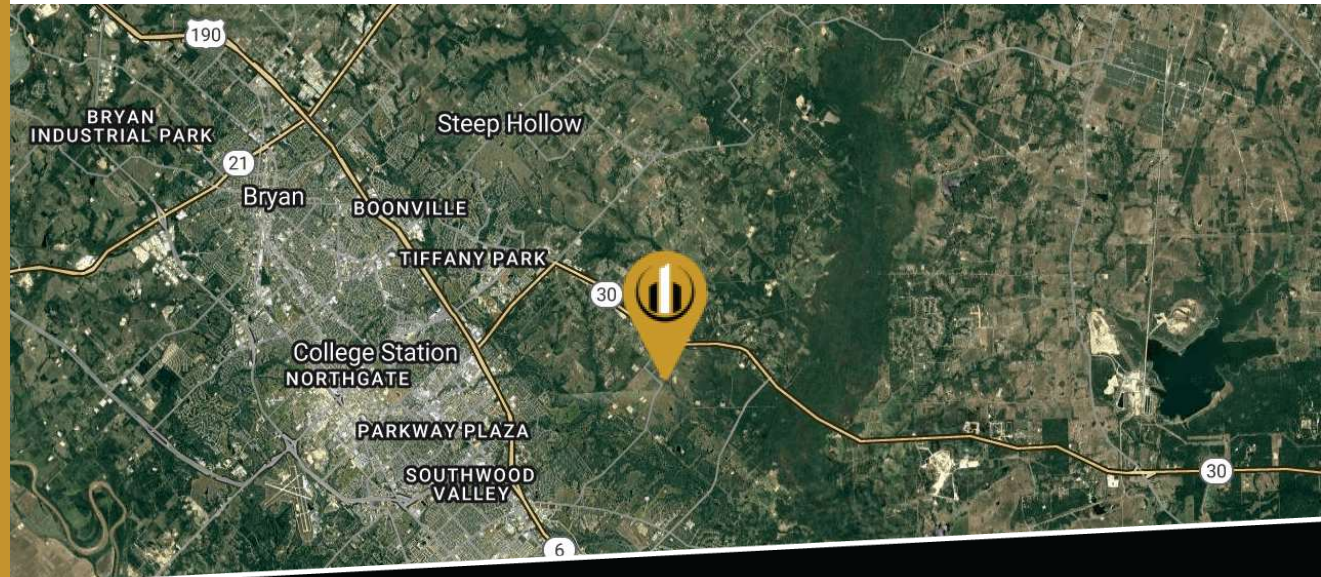 190
BRYAN
INDUSTRIAL PARK
Steep Hollow
21
Bryan
BOONVILLE
TIFFANY PARK
30
College Station
NORTHGATE
PARKWAY PLAZA
SOUTHWOOD
VALLEY
30
6